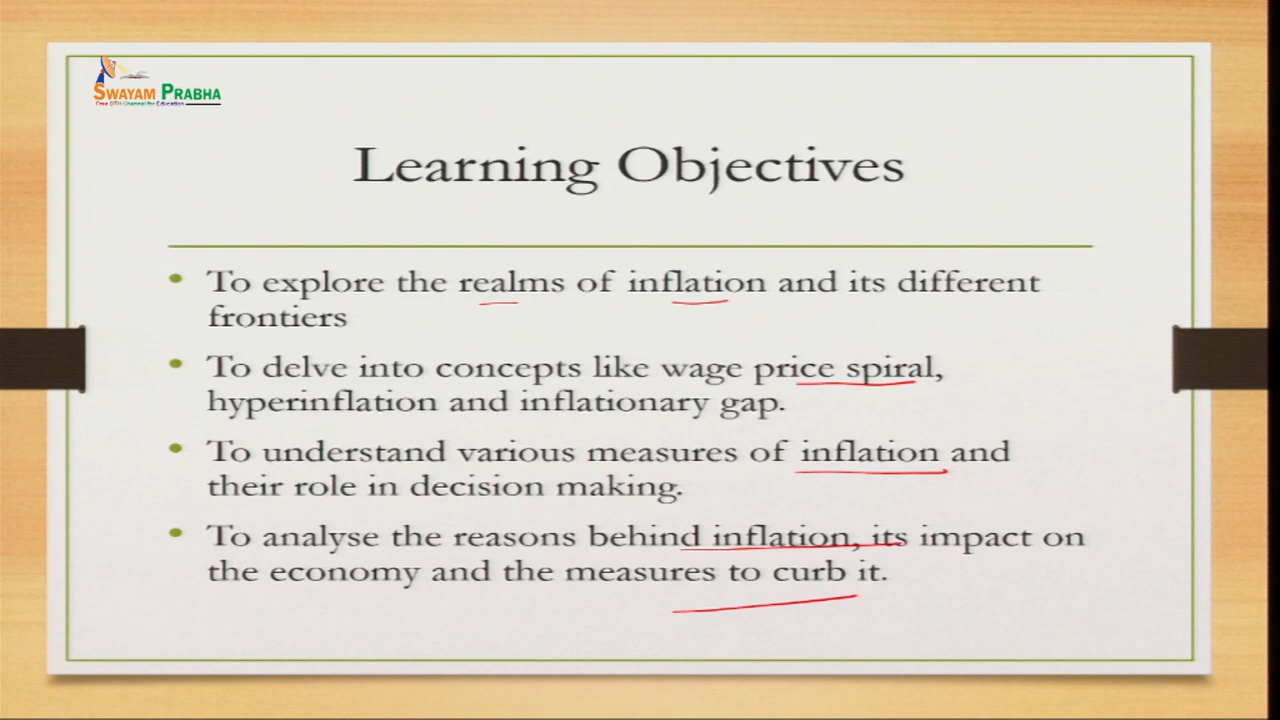 SWAYAM PRABHA
Free DTH Channel for Education
Learning Objectives
• To explore the realms of inflation and its different
frontiers
• To delve into concepts like wage price spiral,
hyperinflation and inflationary gap.
• To understand various measures of inflation and
their role in decision making.
• To analyse the reasons behind inflation, its impact on
the economy and the measures to curb it.